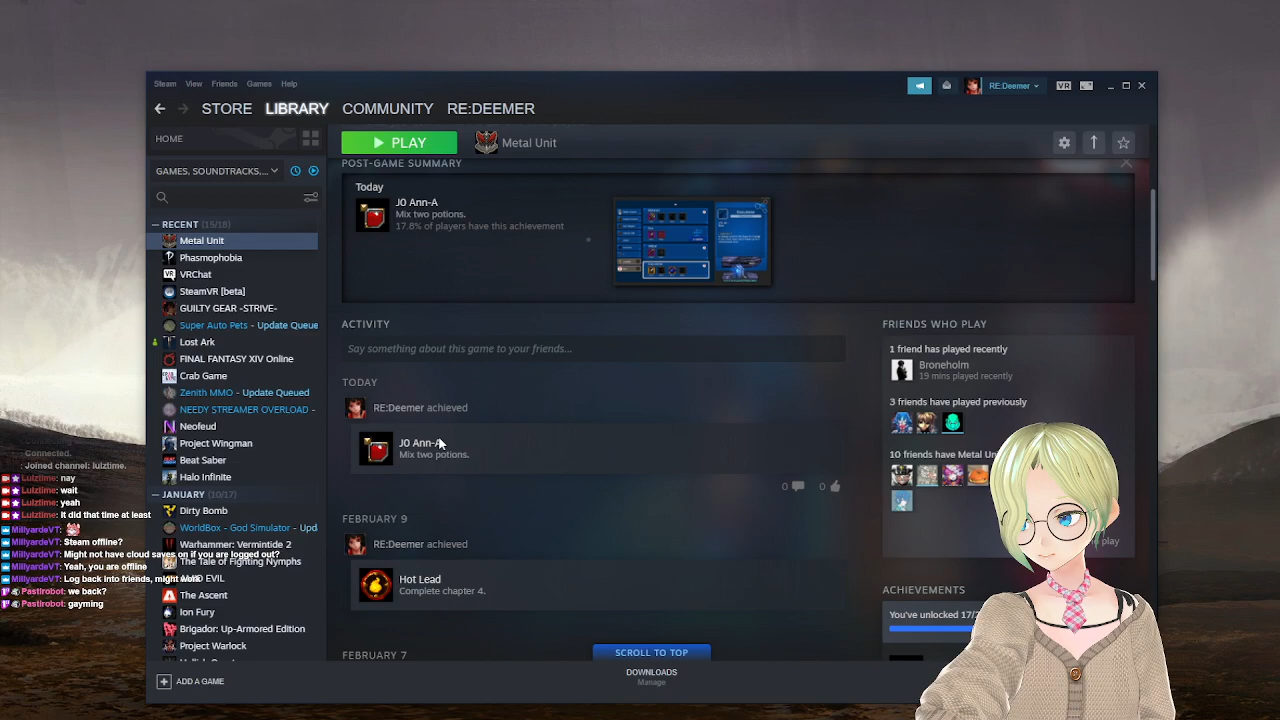 Steam View Friends Games Help
RE:Deemer
VR
STORE LIBRARY COMMUNITY RE:DEEMER
HOME
PLAY
Metal Unit
GAMES, SOUNDTRACKS,...
POST-GAME SUMMARY
Today
J0 Ann-A
Mix two potions.
17.8% of players have this achievement
RECENT (15/18)
Metal Unit
Phasmophobia
VRChat
SteamVR [beta]
GUILTY GEAR -STRIVE-
Super Auto Pets - Update Queue
Lost Ark
FINAL FANTASY XIV Online
Crab Game
Zenith MMO - Update Queued
NEEDY STREAMER OVERLOAD -
Neofeud
Project Wingman
Beat Saber
Halo Infinite
JANUARY (10/17)
Dirty Bomb
WorldBox - God Simulator - Upd
Warhammer: Vermintide 2
The Tale of Fighting Nymphs
EVIL
The Ascent
Ion Fury
Brigador: Up-Armored Edition
Project Warlock
ADD A GAME
ACTIVITY
Say something about this game to your friends...
TODAY
RE:Deemer achieved
J0 Ann-A
Mix two potions.
0 0
FEBRUARY 9
RE:Deemer achieved
Hot Lead
Complete chapter 4.
FEBRUARY 7
SCROLL TO TOP
DOWNLOADS
Manage
FRIENDS WHO PLAY
1 friend has played recently
Broneholm
19 mins played recently
3 friends have played previously
10 friends have Metal Un
play
ACHIEVEMENTS
You've unlocked 17/2
Connected.
Joined channel: lulztime.
Lulztime: nay
Lulztime: wait
Lulztime: yeah
Lulztime: It did that time at least
MillyardeVT:
MillyardeVT: Steam offline?
MillyardeVT: Might not have cloud saves on if you are logged out?
MillyardeVT: Yeah, you are offline
MillyardeVT: Log back into friends, might work
Pastirobot: we back?
Pastirobot: gayming